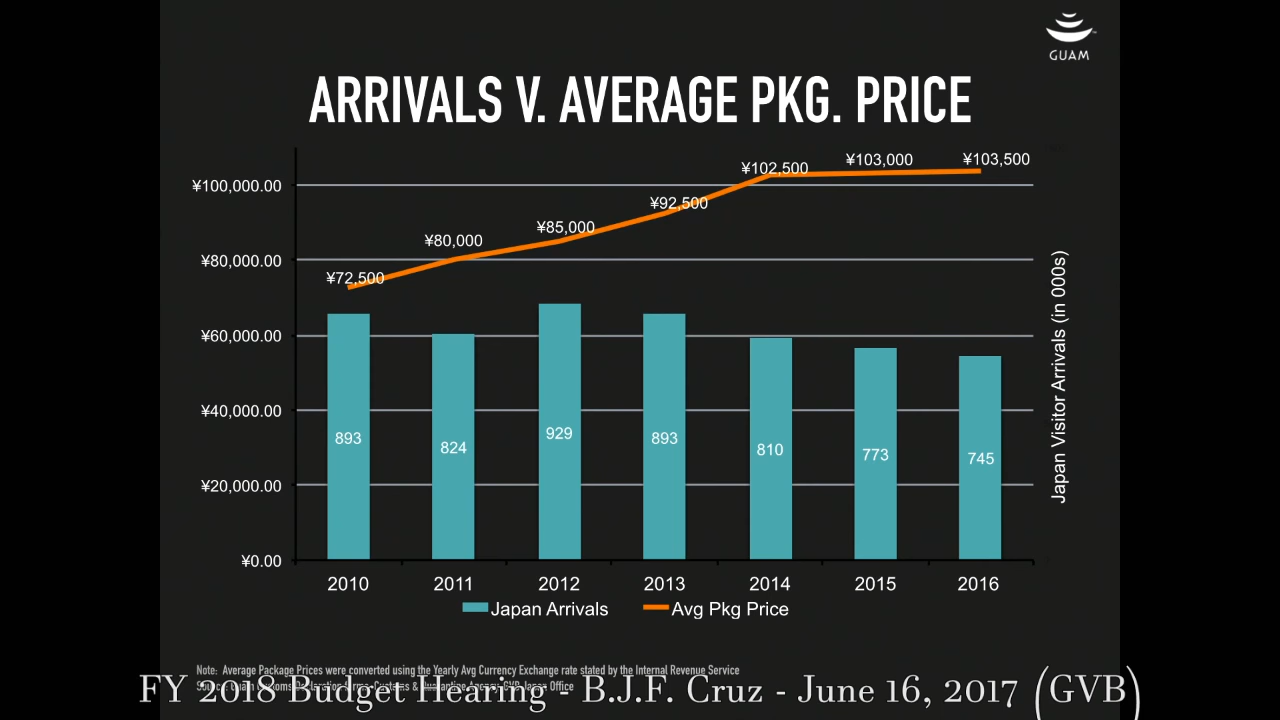 GUAM
ARRIVALS V. AVERAGE PKG. PRICE
¥100,000.00
¥80,000.00
¥60,000.00
¥40,000.00
¥20,000.00
¥0.00
¥72,500
¥80,000
¥85,000
¥92,500
¥102,500
¥103,000
¥103,500
893
824
929
893
810
773
745
Japan Visitor Arrivals (in 000s)
2010 2011 2012 2013 2014 2015 2016
Japan Arrivals Avg Pkg Price
Note: Average Package Prices were converted using the Yearly Avg Currency Exchange rate stated by the Internal Revenue Service
Office
FY 2018 Budget Hearing - B.J.F. Cruz - June 16, 2017 (GVB)